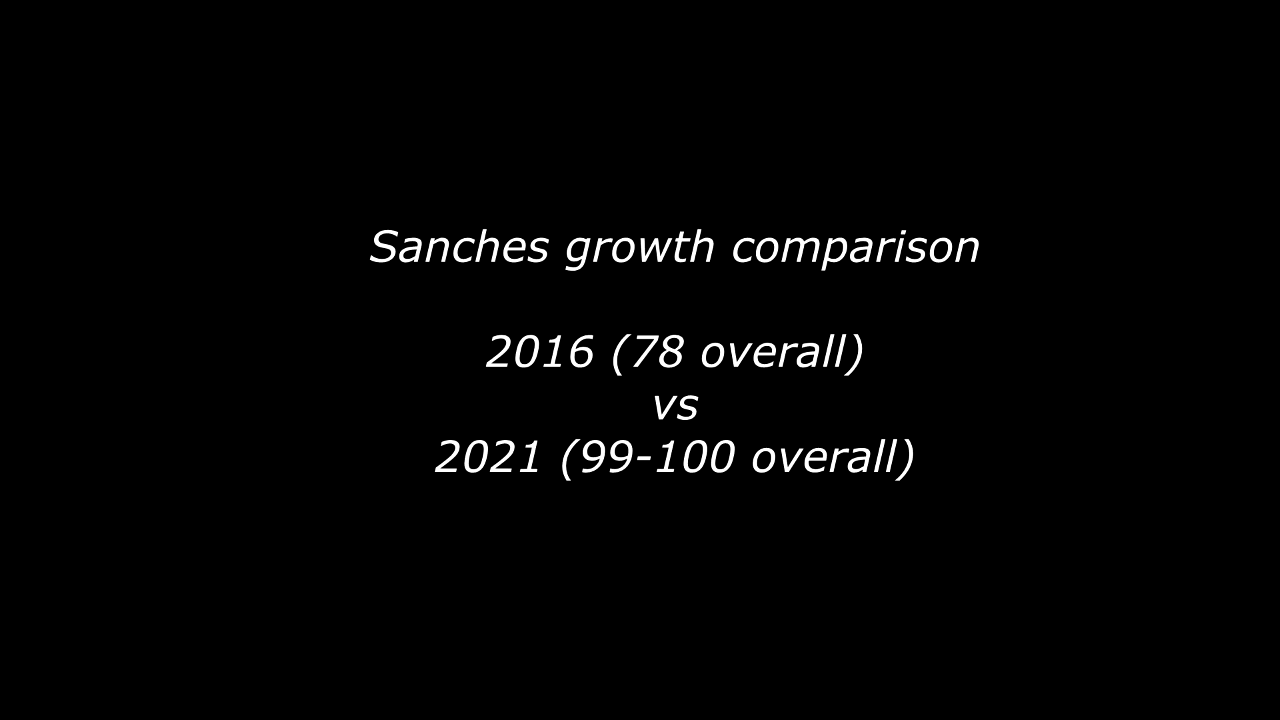 Sanches growth comparison
2016 (78 overall)
vs
2021 (99-100 overall)